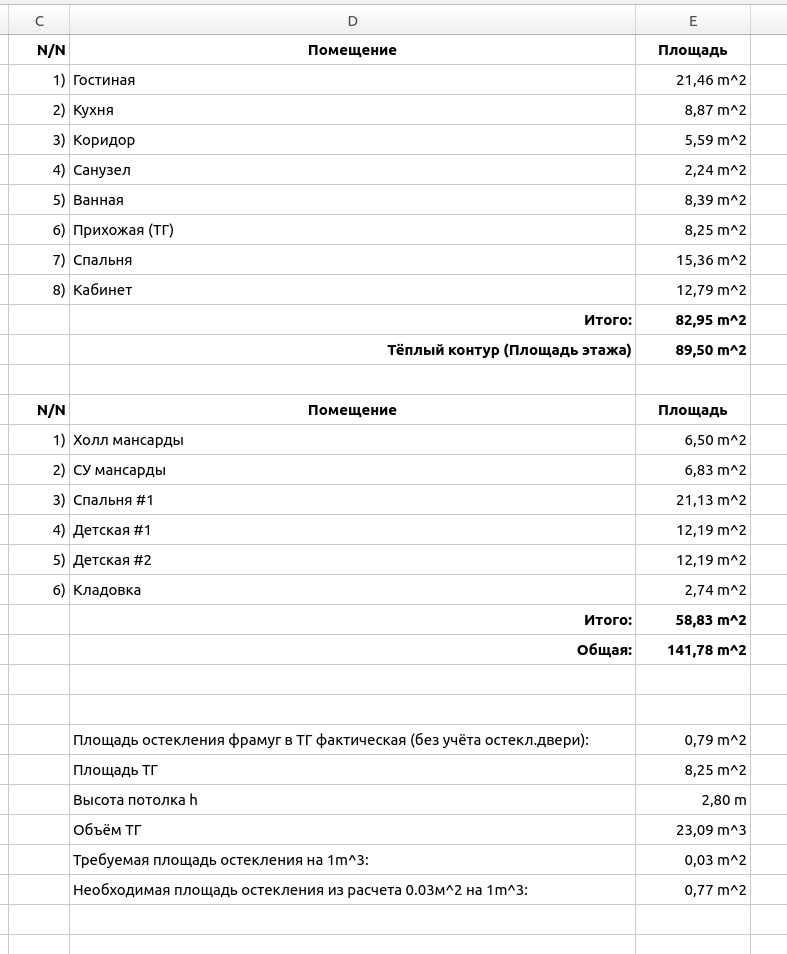 C D E
N/N Помещение Площадь
1) Гостиная 21,46 m^2
2) Кухня 8,87 m^2
3) Коридор 5,59 m^2
4) Санузел 2,24 m^2
5) Ванная 8,39 m^2
6) Прихожая (ТГ) 8,25 m^2
7) Спальня 15,36 m^2
8) Кабинет 12,79 m^2
Итого: 82,95 m^2
Тёплый контур (Площадь этажа) 89,50 m^2
N/N Помещение Площадь
1) Холл мансарды 6,50 m^2
2) СУ мансарды 6,83 m^2
3) Спальня #1 21,13 m^2
4) Детская #1 12,19 m^2
5) Детская #2 12,19 m^2
6) Кладовка 2,74 m^2
Итого: 58,83 m^2
Общая: 141,78 m^2
Площадь остекления фрамуг в ТГ фактическая (без учёта остекл.двери): 0,79 m^2
Площадь ТГ 8,25 m^2
Высота потолка h 2,80 m
Объём ТГ 23,09 m^3
Требуемая площадь остекления на 1m^3: 0,03 m^2
Необходимая площадь остекления из расчета 0.03м^2 на 1m^3: 0,77 m^2